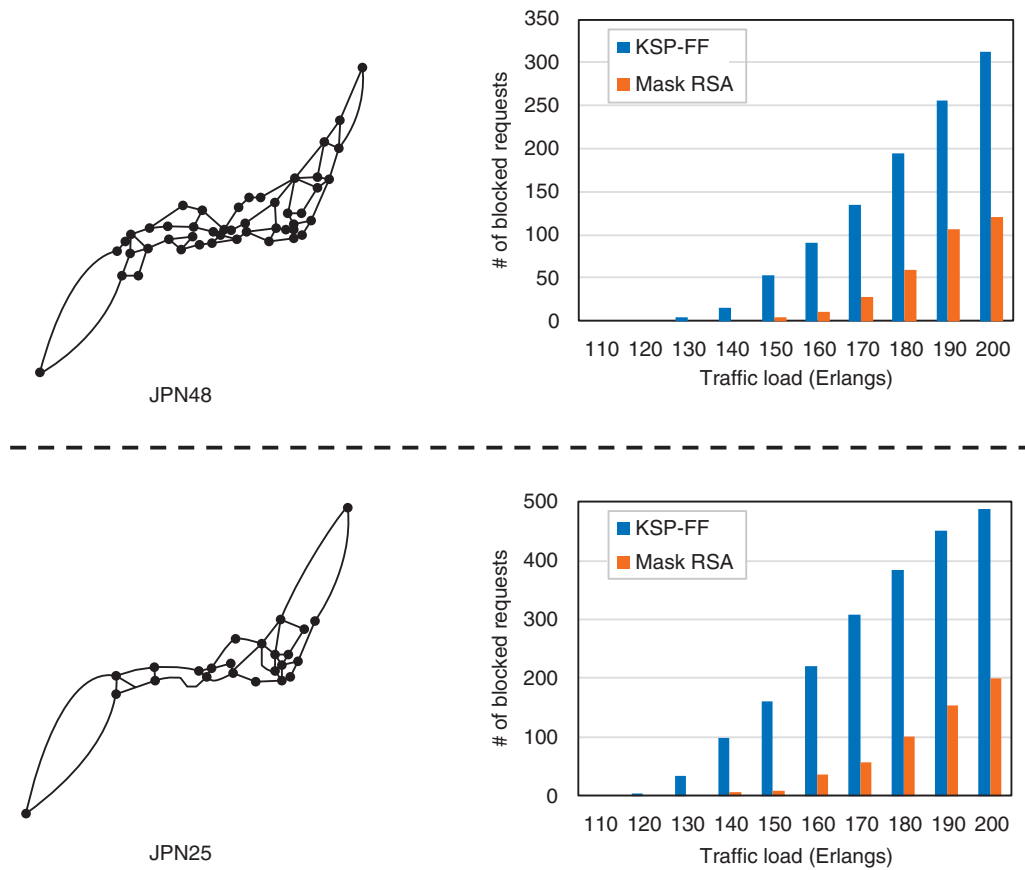 350
300
250
200
150
100
50
0
# of blocked requests
KSP-FF
Mask RSA
110 120 130 140 150 160 170 180 190 200
Traffic load (Erlangs)
JPN48
500
400
300
200
100
0
# of blocked requests
KSP-FF
Mask RSA
110 120 130 140 150 160 170 180 190 200
Traffic load (Erlangs)
JPN25